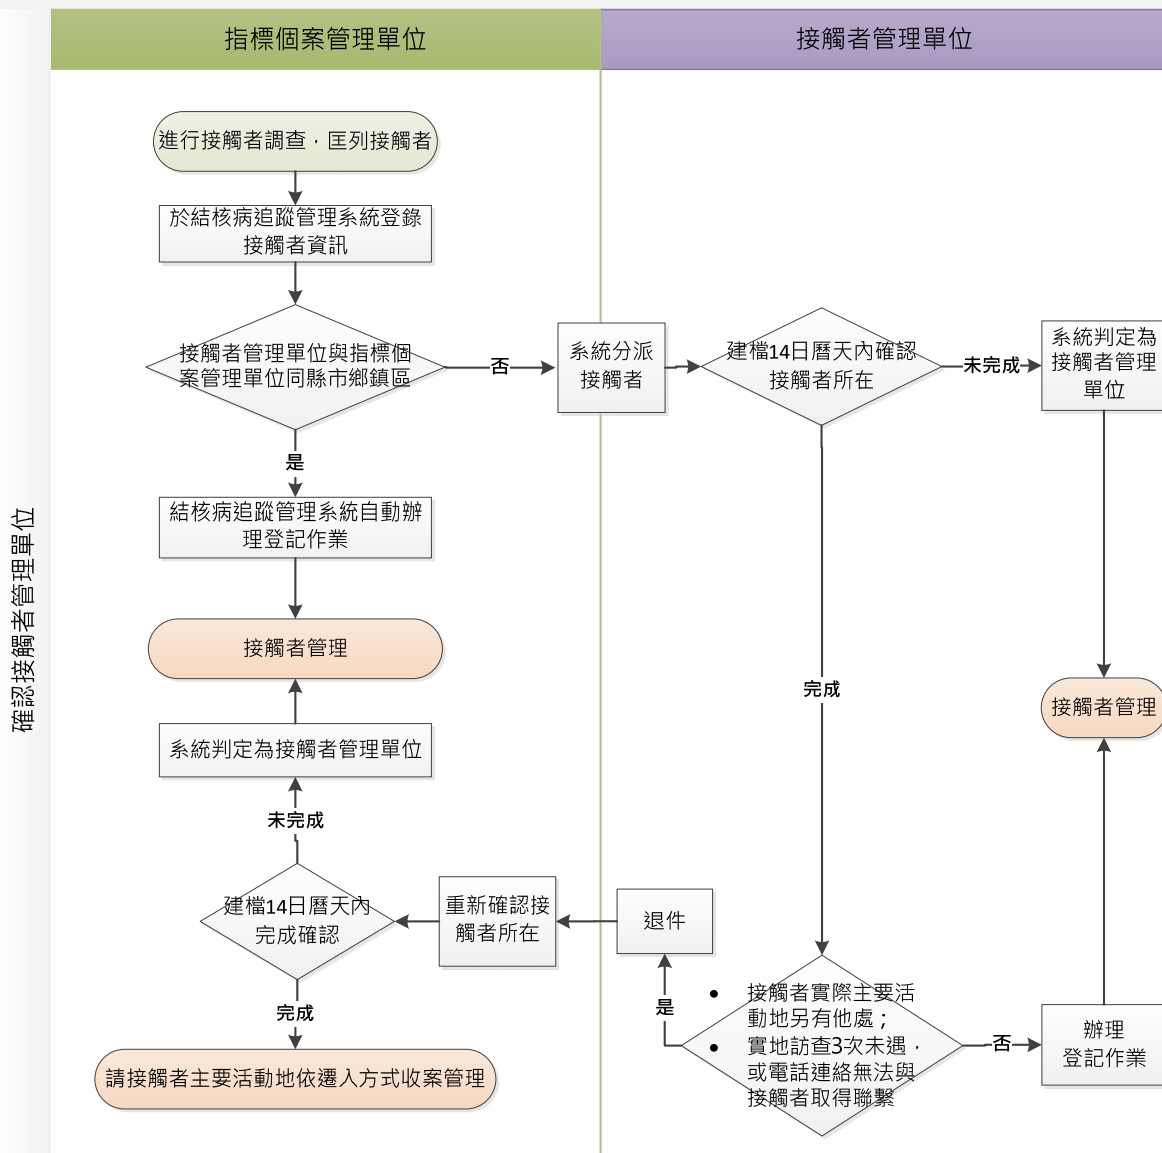 指標個案管理單位
接觸者管理單位
確認接觸者管理單位
進行接觸者調查，匡列接觸者
於結核病追蹤管理系統登錄
接觸者資訊
接觸者管理單位與指標個
案管理單位同縣市鄉鎮區
否
系統分派
接觸者
建檔14日曆天內確認
接觸者所在
未完成
系統判定為
接觸者管理
單位
是
結核病追蹤管理系統自動辦
理登記作業
接觸者管理
完成
接觸者管理
系統判定為接觸者管理單位
未完成
建檔14日曆天內
完成確認
重新確認接
觸者所在
退件
完成
是
• 接觸者實際主要活
動地另有他處；
• 實地訪查3次未遇，
或電話連絡無法與
接觸者取得聯繫
否
辦理
登記作業
請接觸者主要活動地依遷入方式收案管理